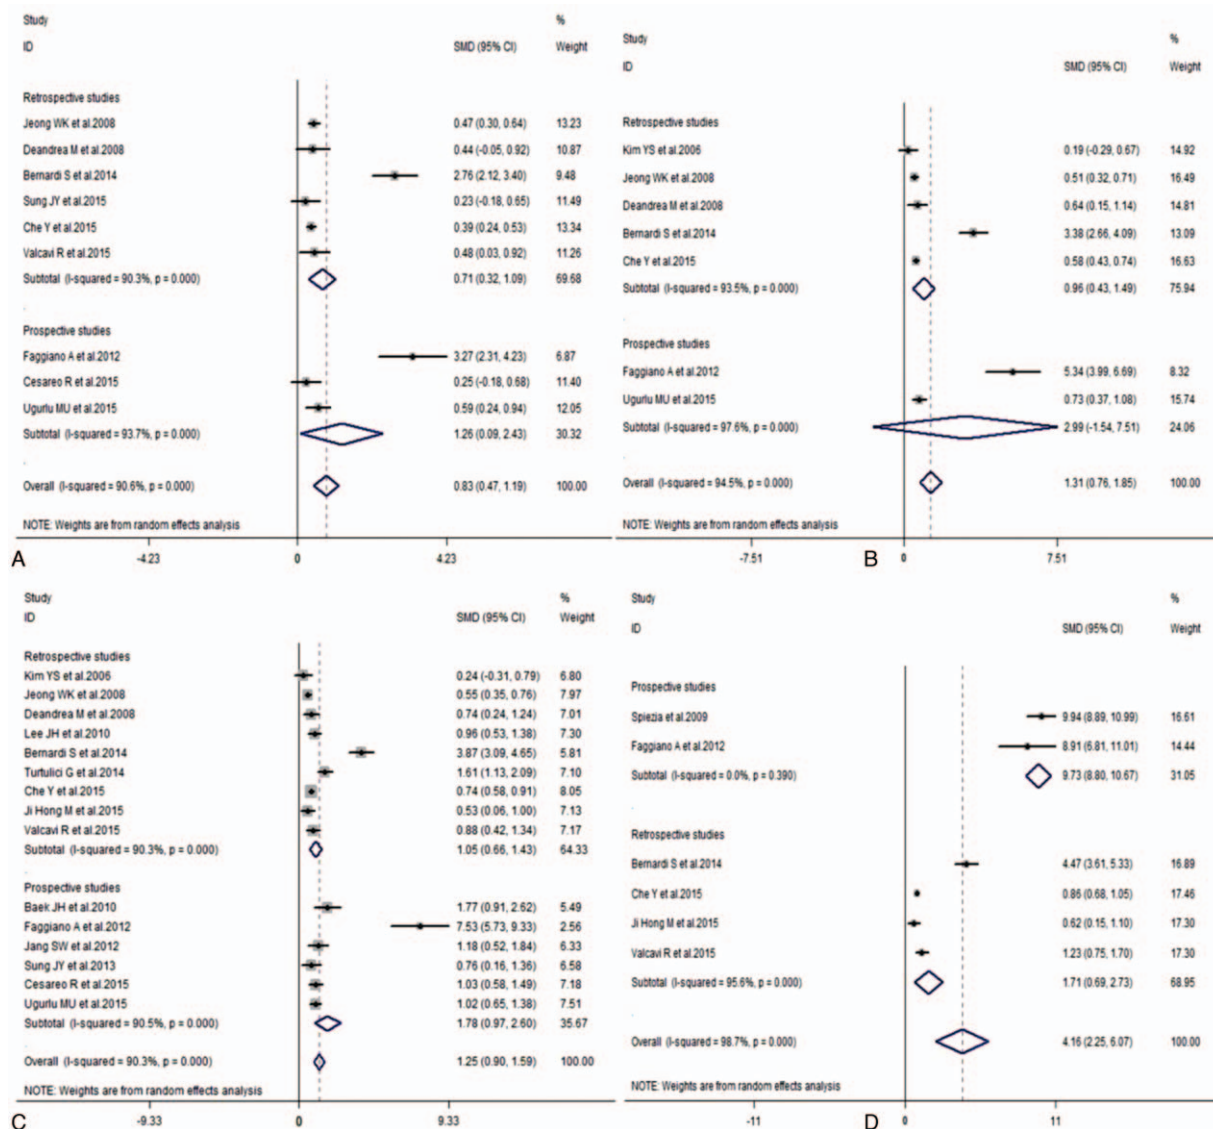 Study %
ID SMD (95% CI) Weight
Retrospective studies
Jeong WK et al.2008 0.47 (0.30, 0.64) 13.23
Deandrea M et al.2008 0.44 (-0.05, 0.92) 10.87
Bernardi S et al.2014 2.76 (2.12, 3.40) 9.48
Sung JY et al.2015 0.23 (-0.18, 0.65) 11.49
Che Y et al.2015 0.39 (0.24, 0.53) 13.34
Valcavi R et al.2015 0.48 (0.03, 0.92) 11.26
Subtotal (I-squared = 90.3%, p = 0.000) 0.71 (0.32, 1.09) 69.68
.
Prospective studies
Faggiano A et al.2012 3.27 (2.31, 4.23) 6.87
Cesareo R et al.2015 0.25 (-0.18, 0.68) 11.40
Ugurlu MU et al.2015 0.59 (0.24, 0.94) 12.05
Subtotal (I-squared = 93.7%, p = 0.000) 1.26 (0.09, 2.43) 30.32
.
Overall (I-squared = 90.6%, p = 0.000) 0.83 (0.47, 1.19) 100.00
NOTE: Weights are from random effects analysis
A
-4.23 0 4.23
Study %
ID SMD (95% CI) Weight
Retrospective studies
Kim YS et al.2006 0.19 (-0.29, 0.67) 14.92
Jeong WK et al.2008 0.51 (0.32, 0.71) 16.49
Deandrea M et al.2008 0.64 (0.15, 1.14) 14.81
Bernardi S et al.2014 3.38 (2.66, 4.09) 13.09
Che Y et al.2015 0.58 (0.43, 0.74) 16.63
Subtotal (I-squared = 93.5%, p = 0.000) 0.96 (0.43, 1.49) 75.94
.
Prospective studies
Faggiano A et al.2012 5.34 (3.99, 6.69) 8.32
Ugurlu MU et al.2015 0.73 (0.37, 1.08) 15.74
Subtotal (I-squared = 97.6%, p = 0.000) 2.99 (-1.54, 7.51) 24.06
.
Overall (I-squared = 94.5%, p = 0.000) 1.31 (0.76, 1.85) 100.00
NOTE: Weights are from random effects analysis
B
-7.51 0 7.51
Study %
ID SMD (95% CI) Weight
Retrospective studies
Kim YS et al.2006 0.24 (-0.31, 0.79) 6.80
Jeong WK et al.2008 0.55 (0.35, 0.76) 7.97
Deandrea M et al.2008 0.74 (0.24, 1.24) 7.01
Lee JH et al.2010 0.96 (0.53, 1.38) 7.30
Bernardi S et al.2014 3.87 (3.09, 4.65) 5.81
Turtulici G et al.2014 1.61 (1.13, 2.09) 7.10
Che Y et al.2015 0.74 (0.58, 0.91) 8.05
Ji Hong M et al.2015 0.53 (0.06, 1.00) 7.13
Valcavi R et al.2015 0.88 (0.42, 1.34) 7.17
Subtotal (I-squared = 90.3%, p = 0.000) 1.05 (0.66, 1.43) 64.33
.
Prospective studies
Baek JH et al.2010 1.77 (0.91, 2.62) 5.49
Faggiano A et al.2012 7.53 (5.73, 9.33) 2.56
Jang SW et al.2012 1.18 (0.52, 1.84) 6.33
Sung JY et al.2013 0.76 (0.16, 1.36) 6.58
Cesareo R et al.2015 1.03 (0.58, 1.49) 7.18
Ugurlu MU et al.2015 1.02 (0.65, 1.38) 7.51
Subtotal (I-squared = 90.5%, p = 0.000) 1.78 (0.97, 2.60) 35.67
.
Overall (I-squared = 90.3%, p = 0.000) 1.25 (0.90, 1.59) 100.00
NOTE: Weights are from random effects analysis
C
-9.33 0 9.33
Study %
ID SMD (95% CI) Weight
Prospective studies
Spiezia et al.2009 9.94 (8.89, 10.99) 16.61
Faggiano A et al.2012 8.91 (6.81, 11.01) 14.44
Subtotal (I-squared = 0.0%, p = 0.390) 9.73 (8.80, 10.67) 31.05
.
Retrospective studies
Bernardi S et al.2014 4.47 (3.61, 5.33) 16.89
Che Y et al.2015 0.86 (0.68, 1.05) 17.46
Ji Hong M et al.2015 0.62 (0.15, 1.10) 17.30
Valcavi R et al.2015 1.23 (0.75, 1.70) 17.30
Subtotal (I-squared = 95.6%, p = 0.000) 1.71 (0.69, 2.73) 68.95
.
Overall (I-squared = 98.7%, p = 0.000) 4.16 (2.25, 6.07) 100.00
NOTE: Weights are from random effects analysis
D
-11 0 11